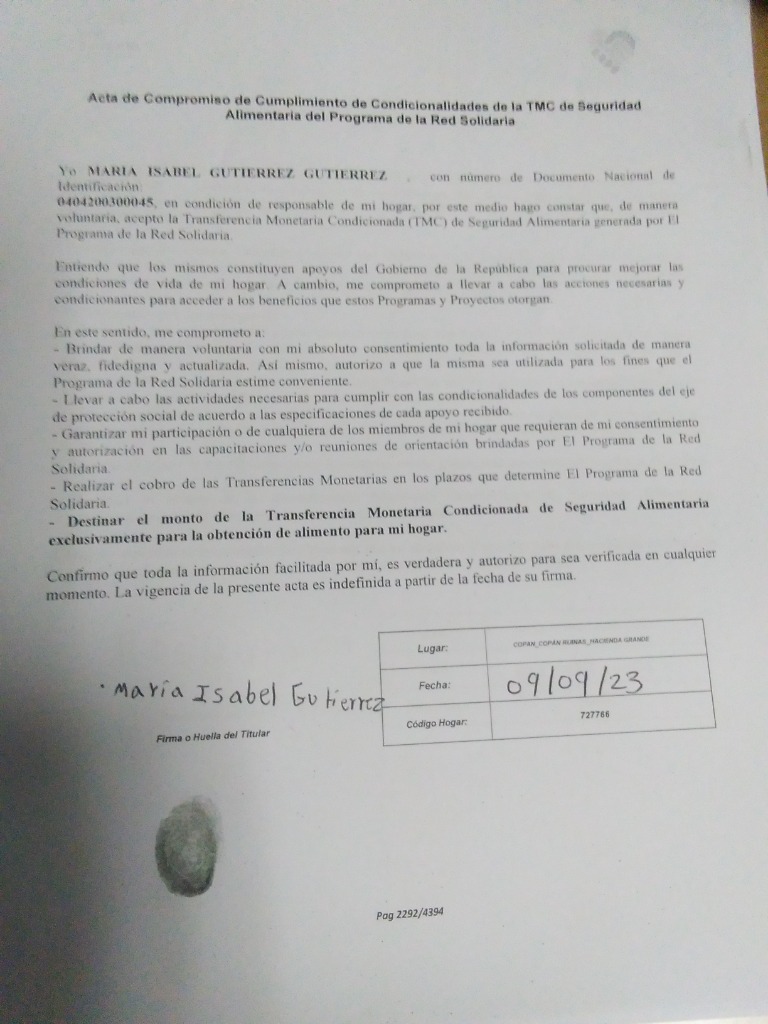 Acta de Compromiso de Cumplimiento de Condicionalidades de la TMC de Seguridad
Alimentaria del Programa de la Red Solidaria
Yo MARIA ISABEL GUTIERREZ GUTIERREZ , con número de Documento Nacional de
Identificación:
0404200300045, en condición de responsable de mi hogar, por este medio hago constar que, de manera
voluntaria, acepto la Transferencia Monetaria Condicionada (TMC) de Seguridad Alimentaria generada por El
Programa de la Red Solidaria.
Entiendo que los mismos constituyen apoyos del Gobierno de la República para procurar mejorar las
condiciones de vida de mi hogar. A cambio, me comprometo a llevar a cabo las acciones necesarias y
condicionantes para acceder a los beneficios que estos Programas y Proyectos otorgan.
En este sentido, me comprometo a:
- Brindar de manera voluntaria con mi absoluto consentimiento toda la información solicitada de manera
veraz, fidedigna y actualizada. Así mismo, autorizo a que la misma sea utilizada para los fines que el
Programa de la Red Solidaria estime conveniente.
- Llevar a cabo las actividades necesarias para cumplir con las condicionalidades de los componentes del eje
de protección social de acuerdo a las especificaciones de cada apoyo recibido.
- Garantizar mi participación o de cualquiera de los miembros de mi hogar que requieran de mi consentimiento
y autorización en las capacitaciones y/o reuniones de orientación brindadas por El Programa de la Red
Solidaria.
- Realizar el cobro de las Transferencias Monetarias en los plazos que determine El Programa de la Red
Solidaria.
- Destinar el monto de la Transferencia Monetaria Condicionada de Seguridad Alimentaria
exclusivamente para la obtención de alimento para mi hogar.
Confirmo que toda la información facilitada por mí, es verdadera y autorizo para sea verificada en cualquier
momento. La vigencia de la presente acta es indefinida a partir de la fecha de su firma.
Lugar: COPAN_COPAN RUINAS_HACIENDA GRANDE
María Isabel Gutierrez
Fecha: 09/09/23
Código Hogar: 727766
Firma o Huella del Titular
Pag 2292/4394